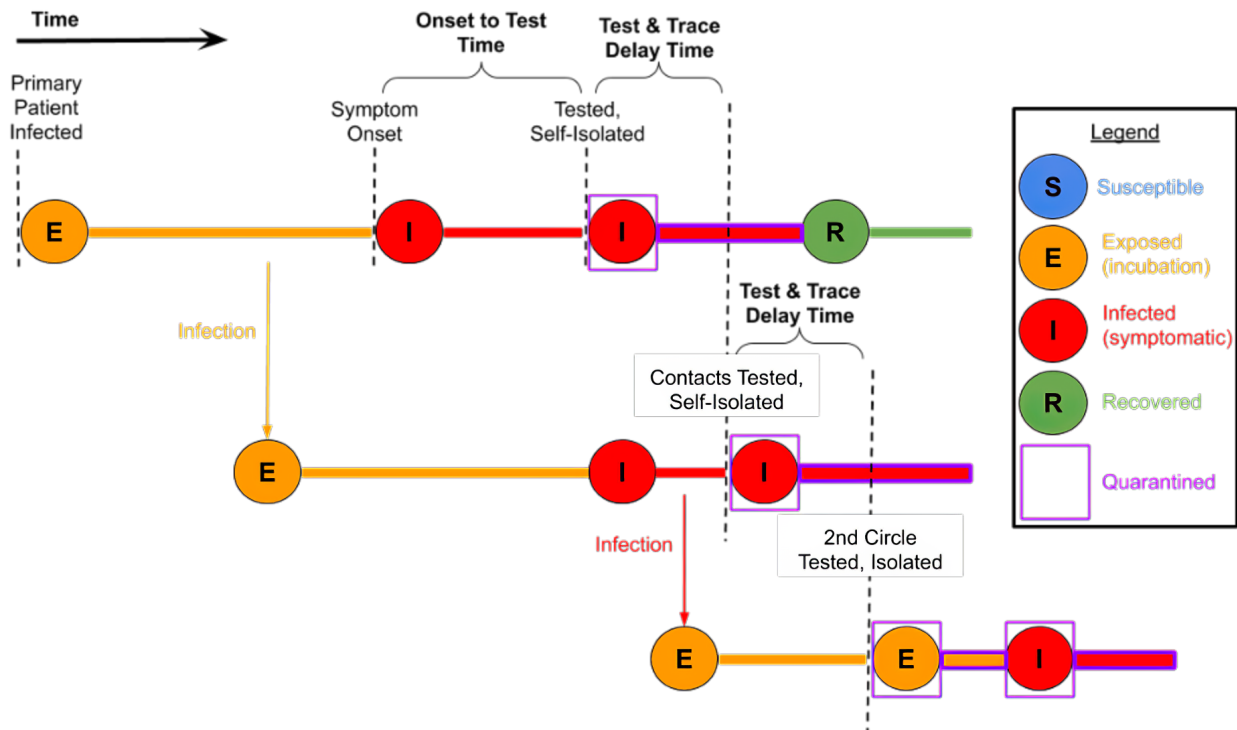 Time
Onset to Test
Time
Test & Trace
Delay Time
Primary
Patient
Infected
Symptom
Onset
Tested,
Self-Isolated
E
I
I
R
Infection
Test & Trace
Delay Time
Contacts Tested,
Self-Isolated
E
I
I
Infection
2nd Circle
Tested, Isolated
E
E
I
Legend
S
Susceptible
E
Exposed
(incubation)
I
Infected
(symptomatic)
R
Recovered
Quarantined